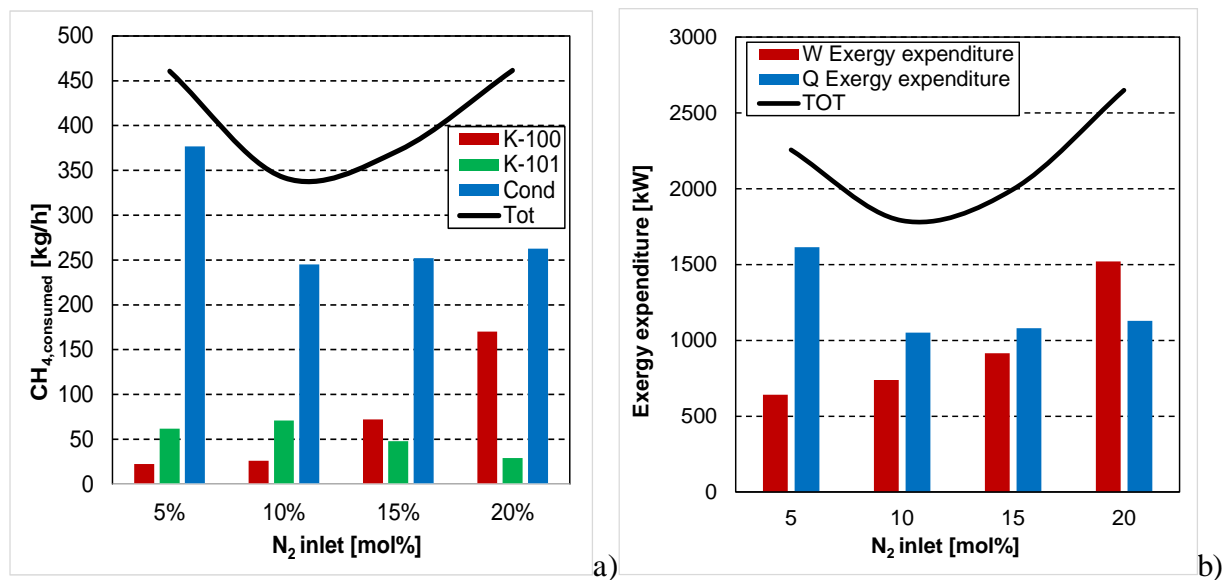 500
450
400
350
300
250
200
150
100
50
0
CH4,consumed [kg/h]
K-100
K-101
Cond
Tot
5% 10% 15% 20%
N2 inlet [mol%]
a)
3000
2500
2000
1500
1000
500
0
Exergy expenditure [kW]
W Exergy expenditure
Q Exergy expenditure
TOT
5 10 15 20
N2 inlet [mol%]
b)